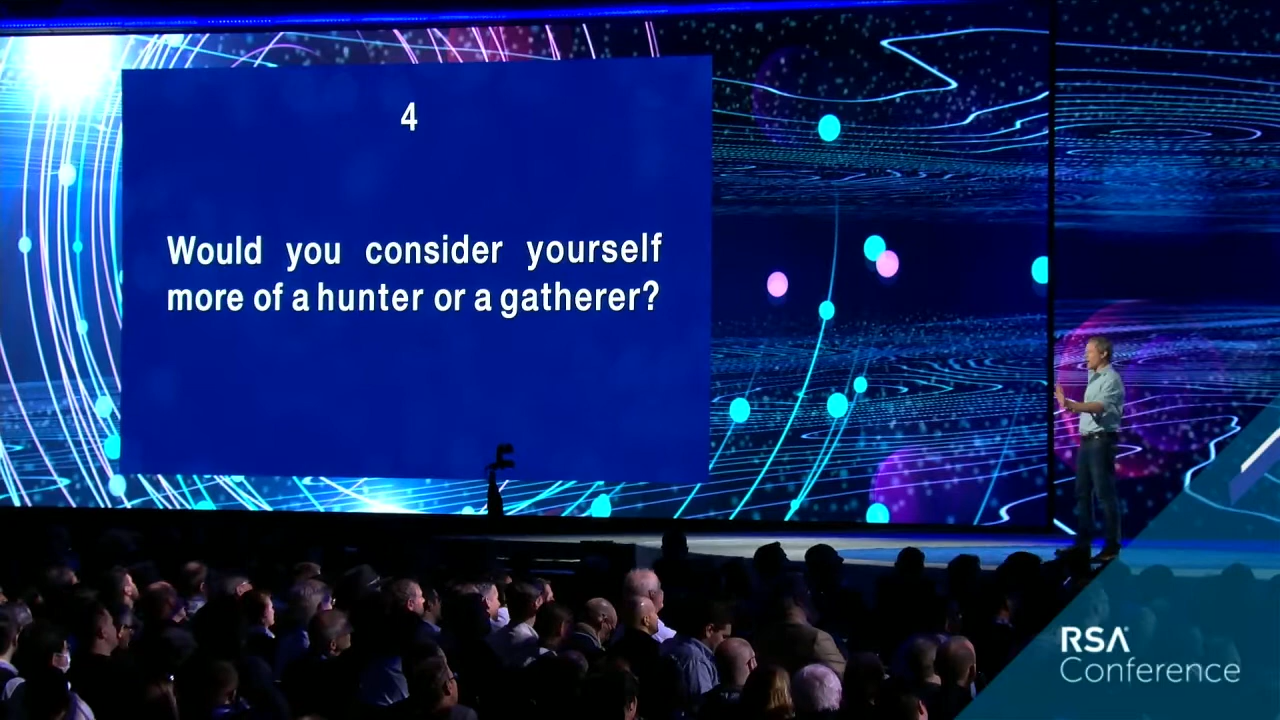 4
Would you consider yourself
more of a hunter or a gatherer?
RSA
Conference